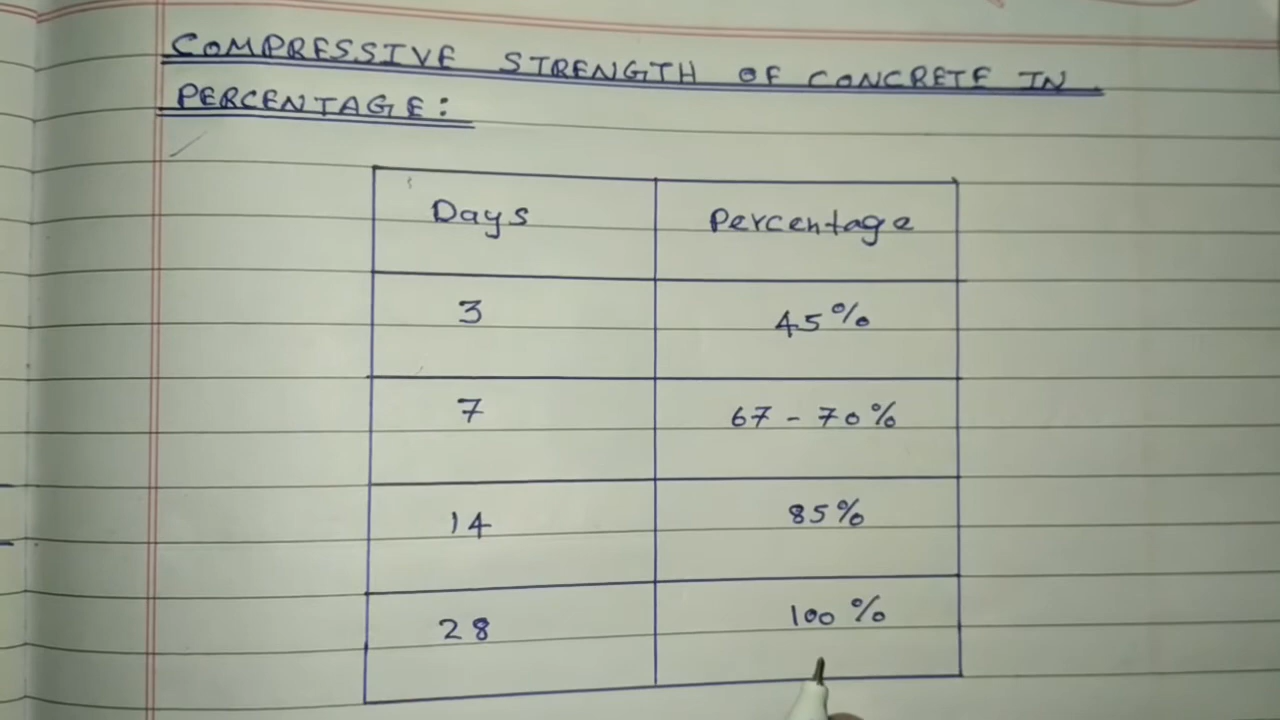 COMPRESSIVE STRENGTH OF CONCRETE IN
PERCENTAGE:
Days Percentage
3 45%
7 67 - 70%
14 85%
28 100%